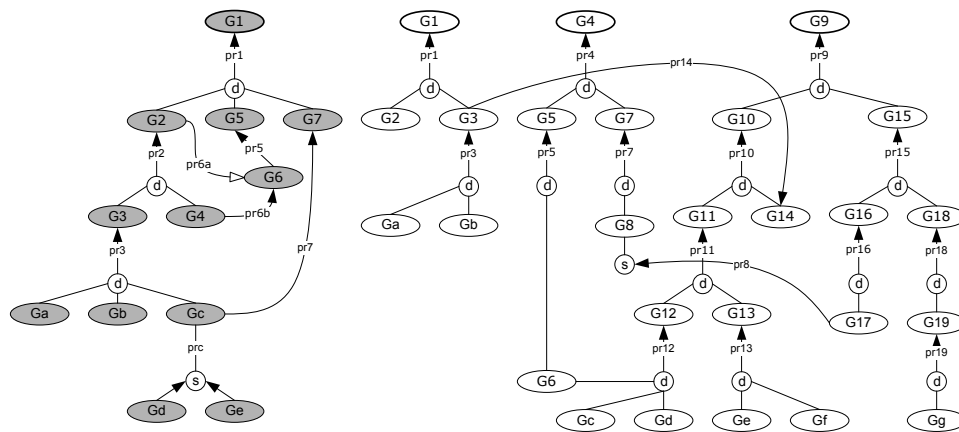 G1 G1 G4 G9
pr1 pr1 pr4 pr9
pr14
d d d d
G2 G5 G7 G2 G3 G5 G7 G10 G15
pr2 pr6a pr5 pr3 pr5 pr7 pr10 pr15
G6
d d d d d d
pr6b
G3 G4 Ga Gb G8 G11 G14 G16 G18
pr3 pr7 pr11 pr16 pr18
s pr8
d d d d
Ga Gb Gc G12 G13 G17 G19
prc pr12 pr13 pr19
s G6 d d d
Gd Ge Gc Gd Ge Gf Gg